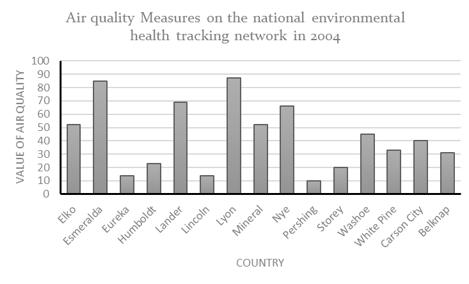 Air quality Measures on the national environmental
health tracking network in 2004
VALUE OF AIR QUALITY
100
90
80
70
60
50
40
30
20
10
0
Elko
Esmeralda
Eureka
Humboldt
Lander
Lincoln
Lyon
Mineral
Nye
Pershing
Storey
Washoe
White Pine
Carson City
Belknap
COUNTRY